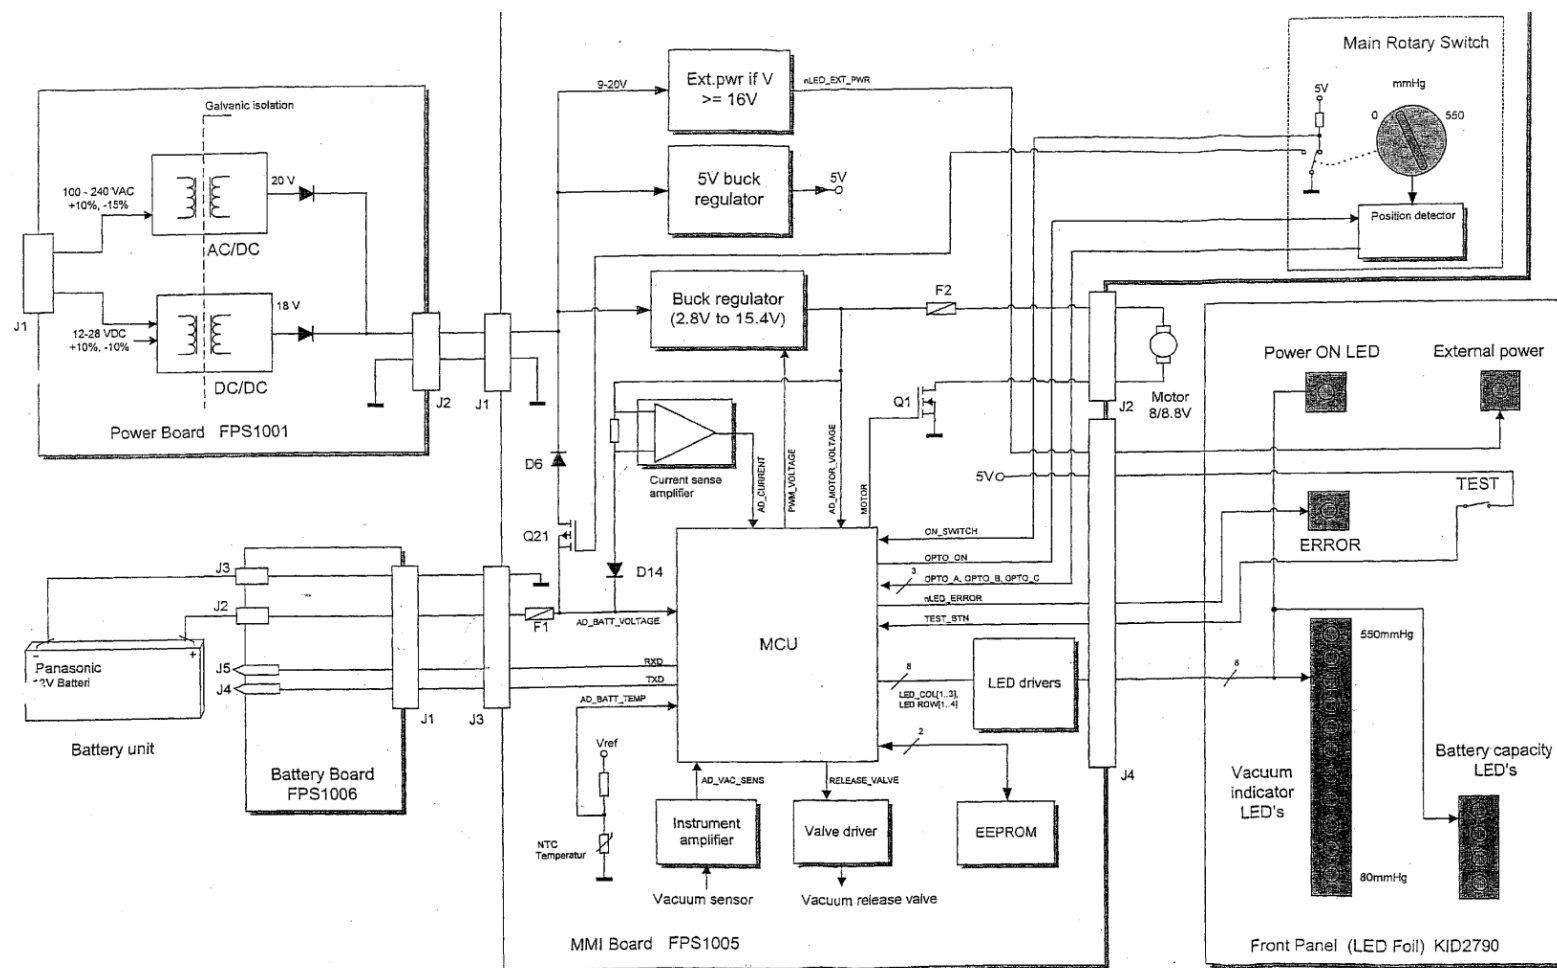 Main Rotary Switch
mmHg
5V
0
550
Position detector
Ext.pwr if V
>= 16V
9-20V
nLED_EXT_PWR
5V buck
regulator
5V
Buck regulator
(2.8V to 15.4V)
F2
Galvanic isolation
100 - 240 VAC
+10%, -15%
20 V
AC/DC
J1
12-28 VDC
+10%, -10%
18 V
DC/DC
J2
J1
Power Board FPS1001
Q1
J2
Motor
8/8.8V
Power ON LED
External power
D6
Current sense
amplifier
AD_CURRENT
PWM_VOLTAGE
AD_MOTOR_VOLTAGE
MOTOR
5V
TEST
ERROR
Q21
D14
ON_SWITCH
OPTO_ON
3
OPTO_A, OPTO_B, OPTO_C
nLED_ERROR
TEST_BTN
J3
J2
F1
AD_BATT_VOLTAGE
MCU
-
+
Panasonic
12V Batteri
J5
J4
RXD
TXD
AD_BATT_TEMP
8
LED_COL[1..3],
LED ROW[1..4]
LED drivers
8
550mmHg
J1
J3
Battery unit
Battery Board
FPS1006
Vref
NTC
Temperatur
AD_VAC_SENS
RELEASE_VALVE
2
Instrument
amplifier
Valve driver
EEPROM
Vacuum sensor
Vacuum release valve
J4
Vacuum
indicator
LED's
Battery capacity
LED's
80mmHg
MMI Board FPS1005
Front Panel (LED Foil) KID2790